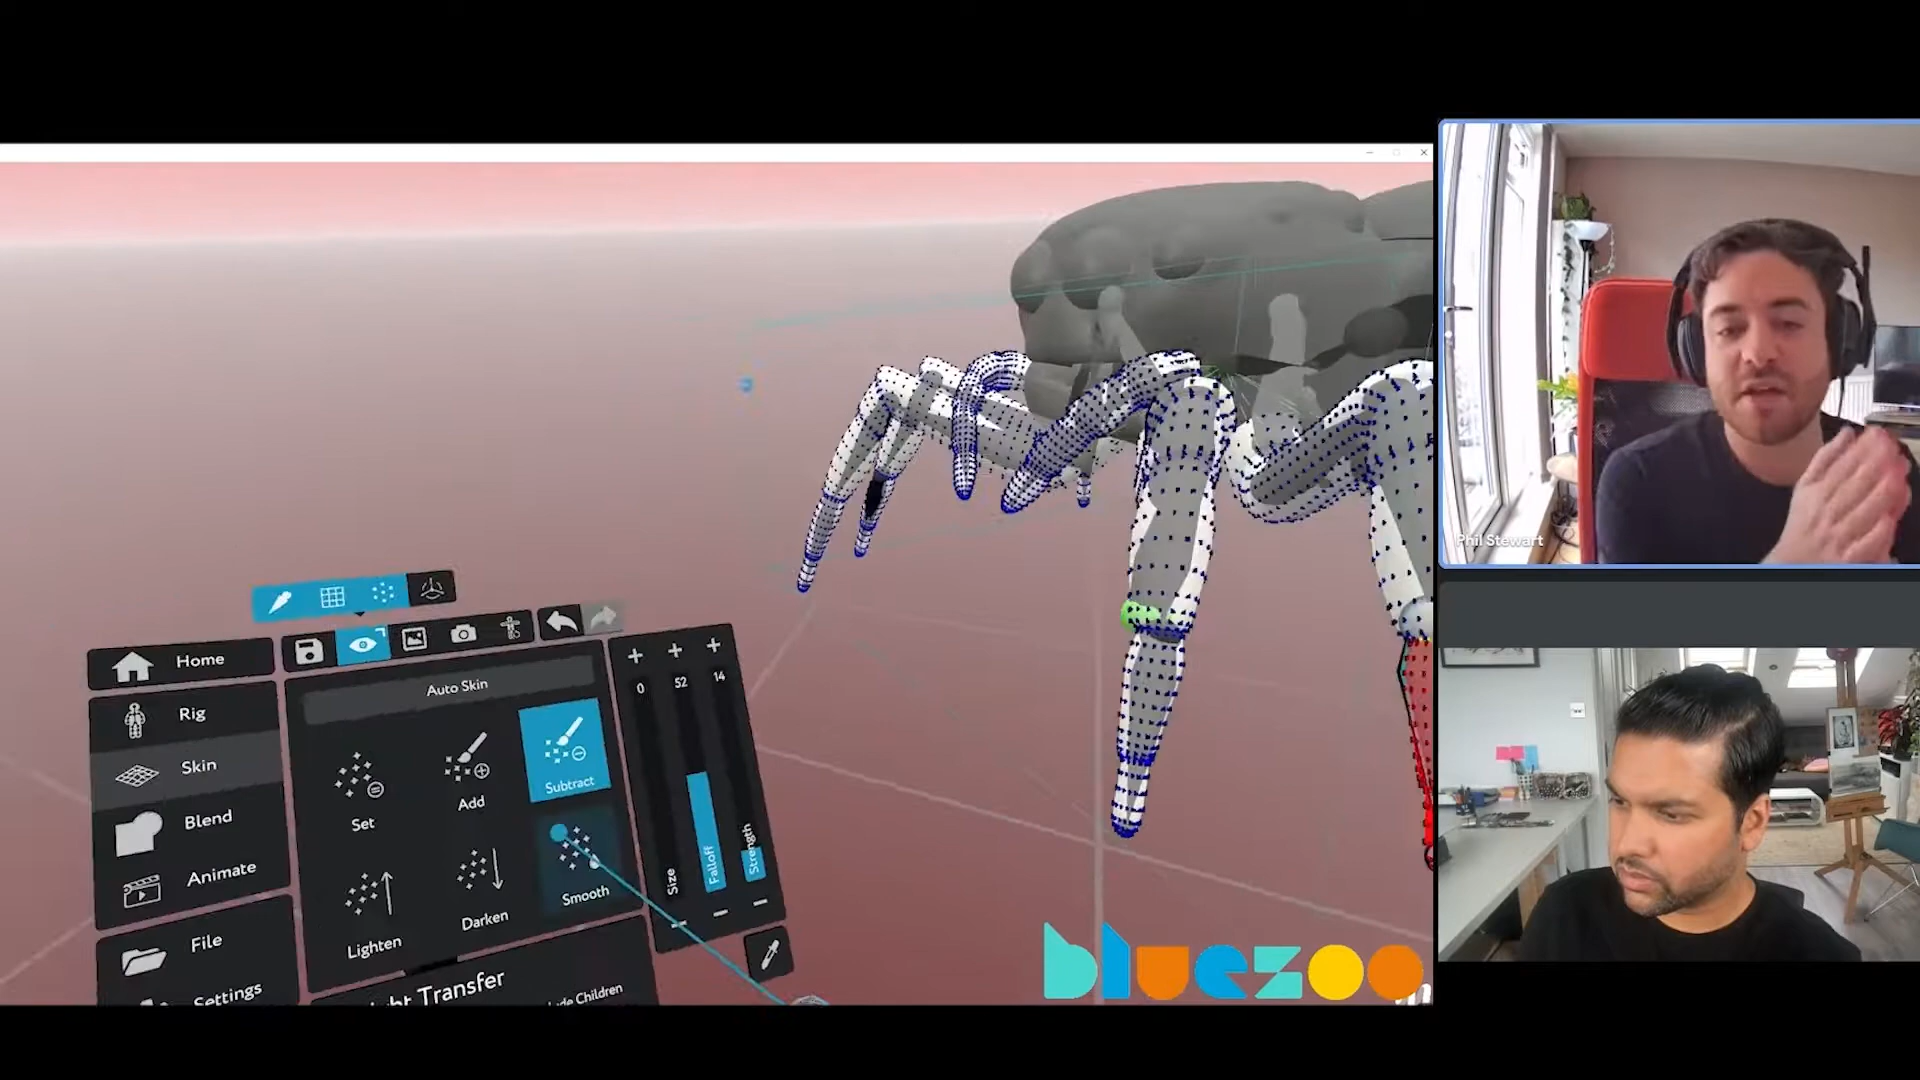 Home
Rig
Skin
Blend
Animate
File
Settings
Auto Skin
Set
Add
Subtract
Lighten
Darken
Smooth
0
52
14
Size
Falloff
Strength
Transfer
Children
bluezoo
Phil Stewart